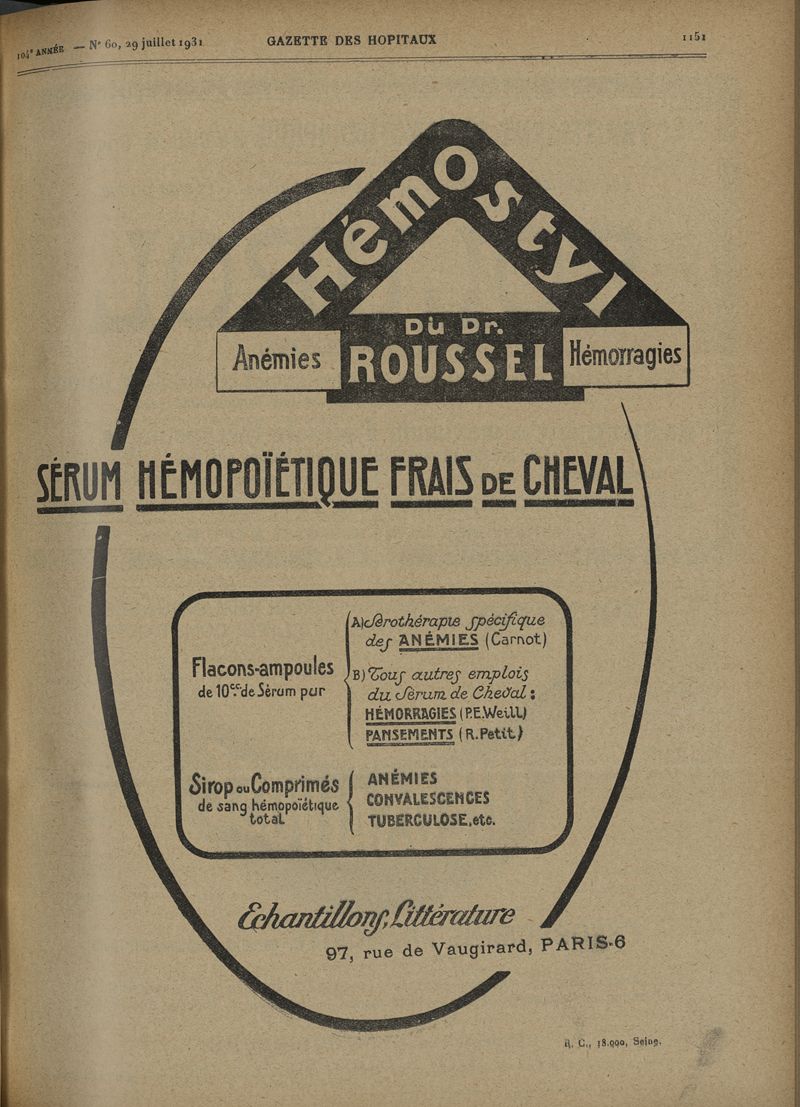 104ᵉ ANNÉE — Nº 60, 29 juillet 1931 GAZETTE DES HOPITAUX 1151
Hémostyl
Du Dr.
Anémies ROUSSEL Hémorragies
SÉRUM HÉMOPOÏÉTIQUE FRAIS DE CHEVAL
A) Sérothérapie spécifique
des ANÉMIES (Carnot)
Flacons-ampoules
de 10cc. de Sérum pur
B) Tous autres emplois
du Sérum de Cheval :
HÉMORRAGIES (P.E.Weill)
PANSEMENTS (R.Petit)
Sirop ou Comprimés
de sang hémopoïétique
total
ANÉMIES
CONVALESCENCES
TUBERCULOSE, etc.
Échantillons, Littérature
97, rue de Vaugirard, PARIS-6
R. C., 18.090, Seine.